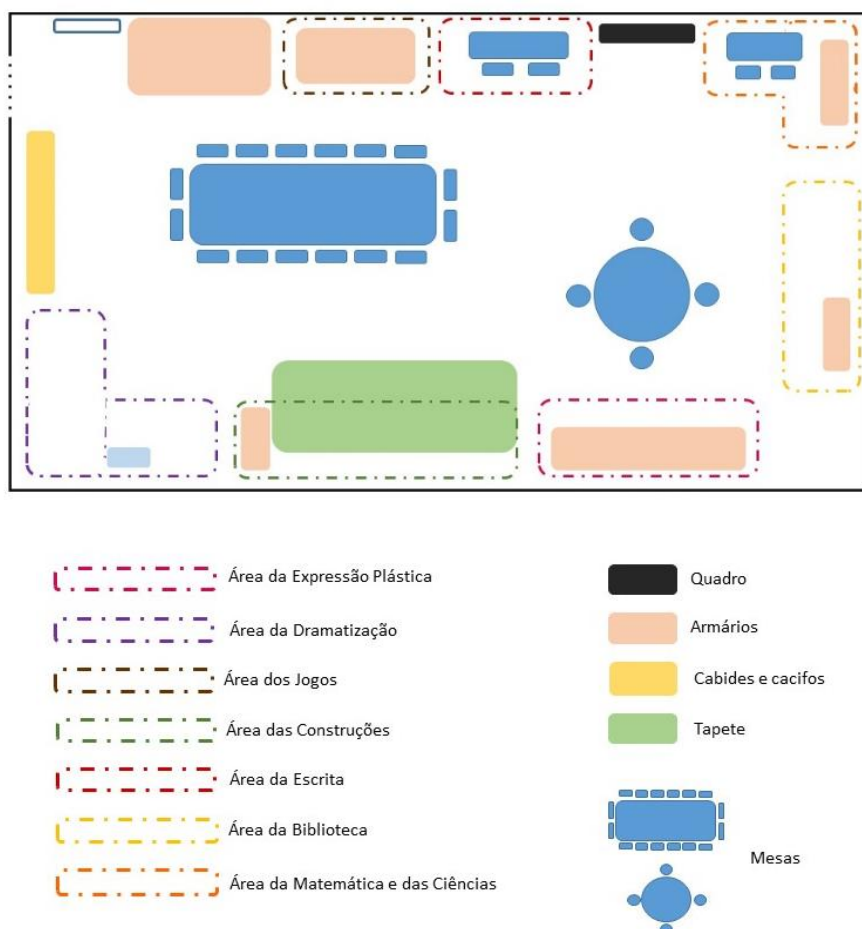 Área da Expressão Plástica
Área da Dramatização
Área dos Jogos
Área das Construções
Área da Escrita
Área da Biblioteca
Área da Matemática e das Ciências
Quadro
Armários
Cabides e cacifos
Tapete
Mesas